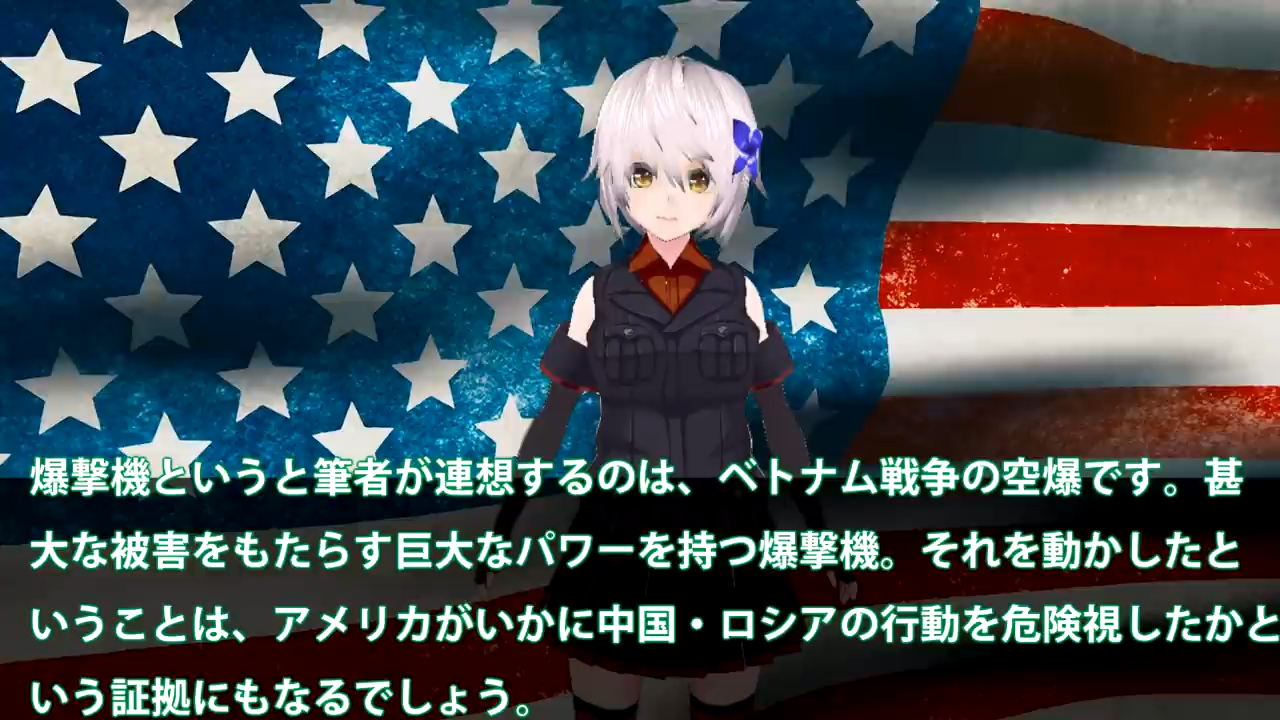 爆撃機というと筆者が連想するのは、ベトナム戦争の空爆です。甚
大な被害をもたらす巨大なパワーを持つ爆撃機。それを動かしたと
いうことは、アメリカがいかに中国・ロシアの行動を危険視したかと
いう証拠にもなるでしょう。